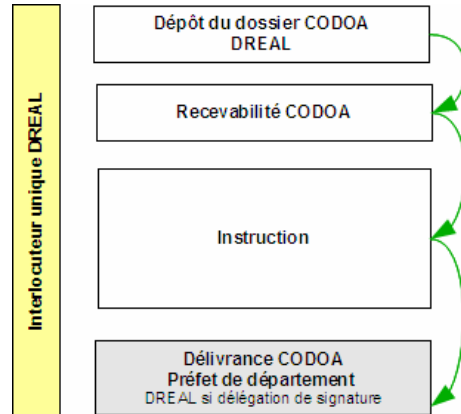 Interlocuteur unique DREAL
Dépôt du dossier CODOA
DREAL
Recevabilité CODOA
Instruction
Délivrance CODOA
Préfet de département
DREAL si délégation de signature